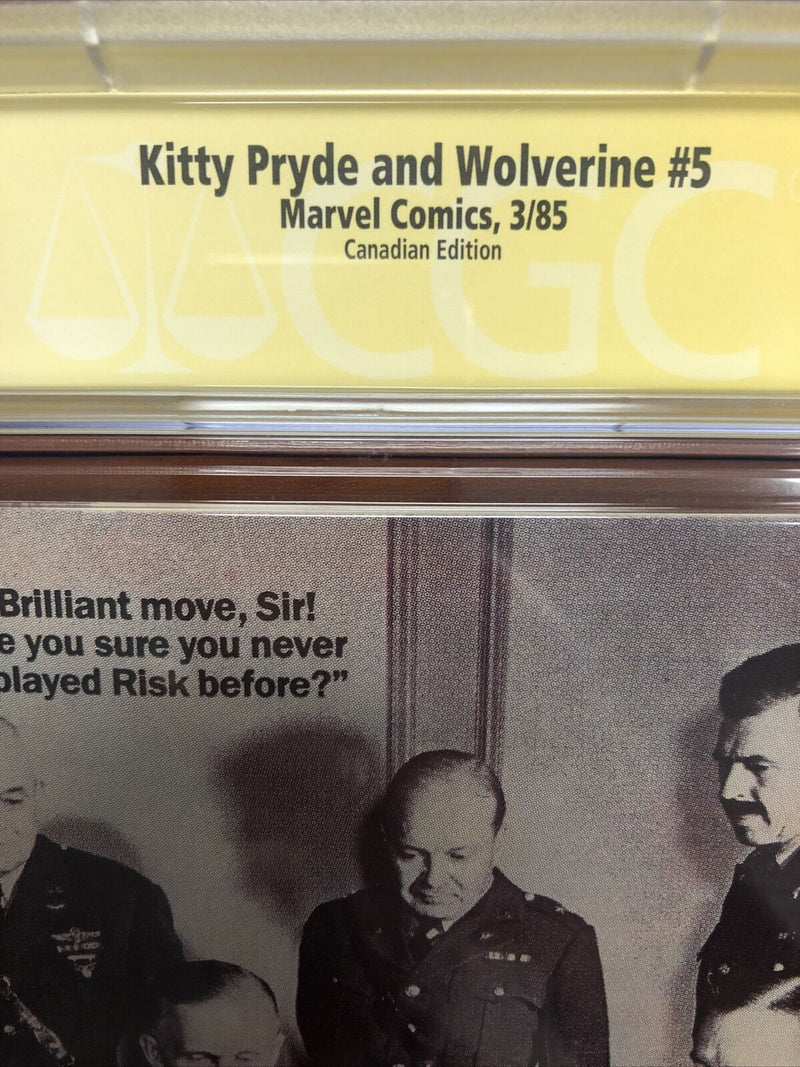 Kitty Pryde and Wolverine #5
Marvel Comics, 3/85
Canadian Edition
CGC
Brilliant move, Sir!
e you sure you never
played Risk before?”